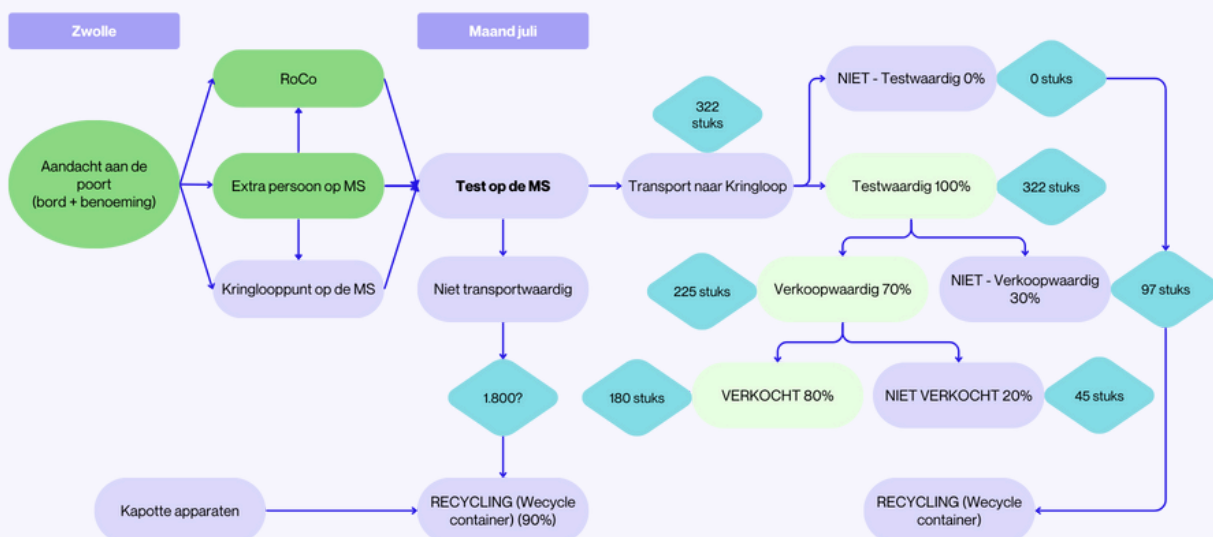 Zwolle
Maand juli
RoCo
NIET - Testwaardig 0%
0 stuks
322
stuks
Aandacht aan de
poort
(bord + benoeming)
Extra persoon op MS
Test op de MS
Transport naar Kringloop
Testwaardig 100%
322 stuks
Kringlooppunt op de MS
Niet transportwaardig
225 stuks
Verkoopwaardig 70%
NIET - Verkoopwaardig
30%
97 stuks
1.800?
180 stuks
VERKOCHT 80%
NIET VERKOCHT 20%
45 stuks
Kapotte apparaten
RECYCLING (Wecycle
container) (90%)
RECYCLING (Wecycle
container)